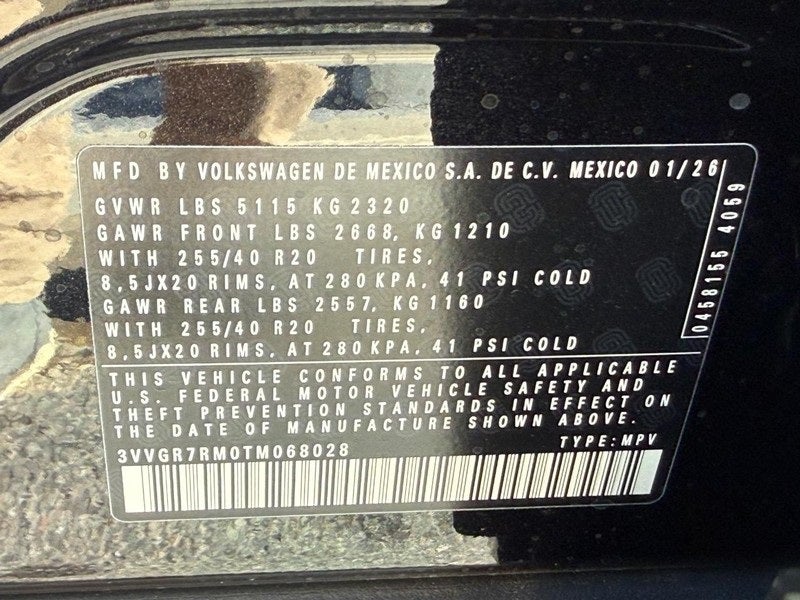 MFD BY VOLKSWAGEN DE MEXICO S.A. DE C.V. MEXICO 01/26
GVWR LBS 5115 KG 2320
GAWR FRONT LBS 2668, KG 1210
WITH 255/40 R20 TIRES,
8,5JX20 RIMS, AT 280 KPA, 41 PSI COLD
GAWR REAR LBS 2557, KG 1160
WITH 255/40 R20 TIRES,
8,5JX20 RIMS, AT 280 KPA, 41 PSI COLD
0458155 4059
THIS VEHICLE CONFORMS TO ALL APPLICABLE
U.S. FEDERAL MOTOR VEHICLE SAFETY AND
THEFT PREVENTION STANDARDS IN EFFECT ON
THE DATE OF MANUFACTURE SHOWN ABOVE.
3VVGR7RM0TM068028 TYPE: MPV